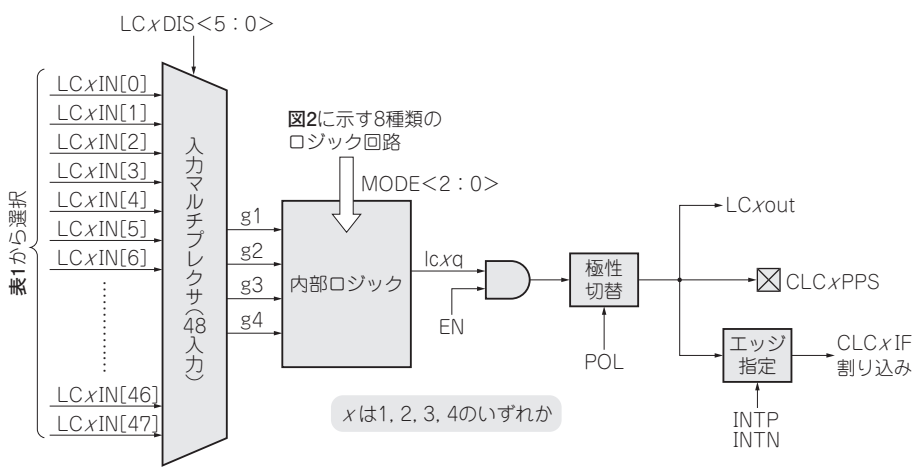 LCxDIS<5：0>
表1から選択
LCxIN[0]
LCxIN[1]
LCxIN[2]
LCxIN[3]
LCxIN[4]
LCxIN[5]
LCxIN[6]
LCxIN[46]
LCxIN[47]
入力マルチプレクサ(48入力)
図2に示す8種類の
ロジック回路
MODE<2：0>
g1
g2
g3
g4
内部ロジック
lcxq
EN
極性
切替
POL
LCxout
CLCxPPS
エッジ
指定
CLCxIF
割り込み
INTP
INTN
xは1, 2, 3, 4のいずれか